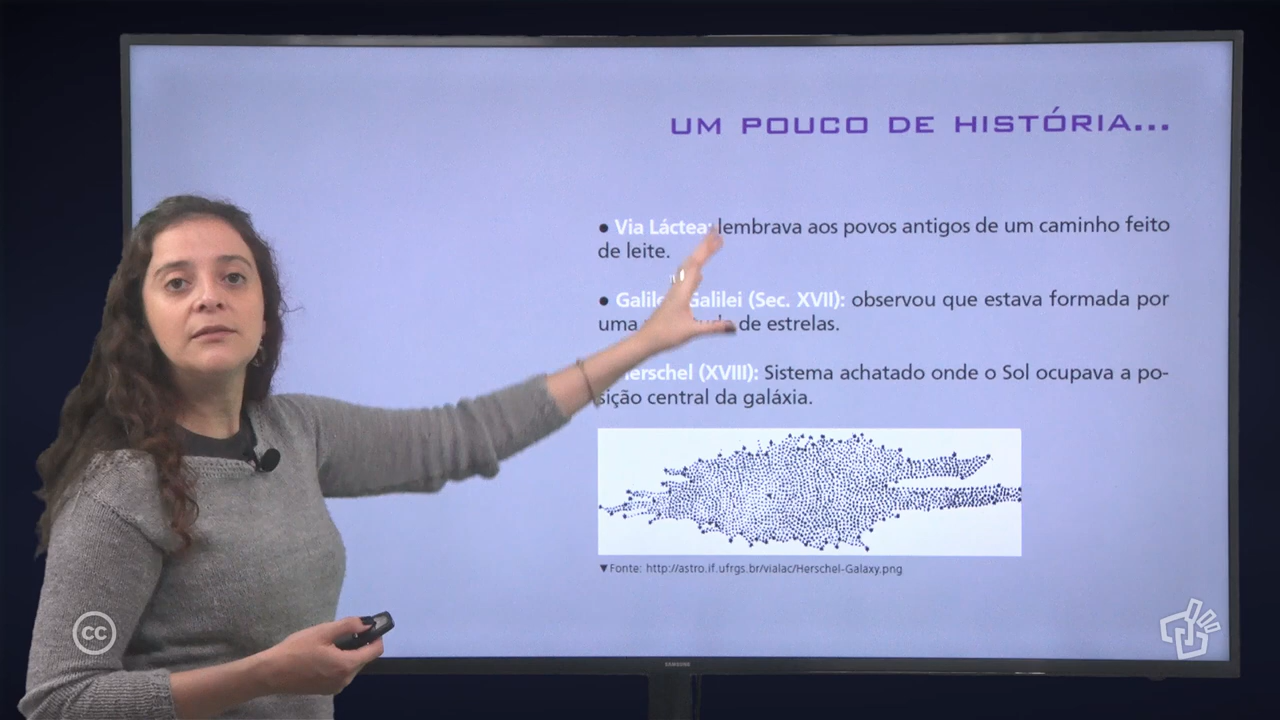 UM POUCO DE HISTÓRIA...
● Via Láctea: lembrava aos povos antigos de um caminho feito
de leite.
● Galilei (Sec. XVII): observou que estava formada por
uma de estrelas.
Herschel (XVIII): Sistema achatado onde o Sol ocupava a po-
sição central da galáxia.
▼Fonte: http://astro.if.ufrgs.br/vialac/Herschel-Galaxy.png
SAMSUNG
cc